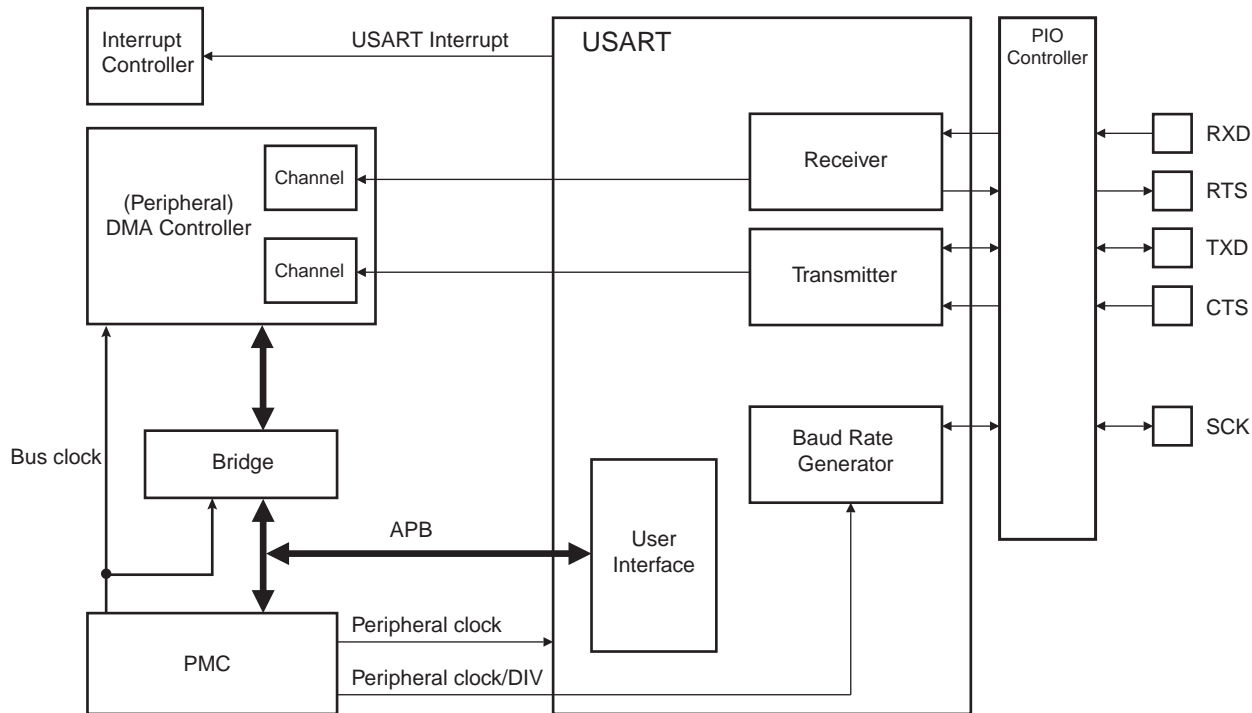 Interrupt
Controller
USART Interrupt
USART
PIO
Controller
(Peripheral)
DMA Controller
Channel
Channel
Receiver
Transmitter
RXD
RTS
TXD
CTS
SCK
Baud Rate
Generator
Bus clock
Bridge
APB
User
Interface
PMC
Peripheral clock
Peripheral clock/DIV